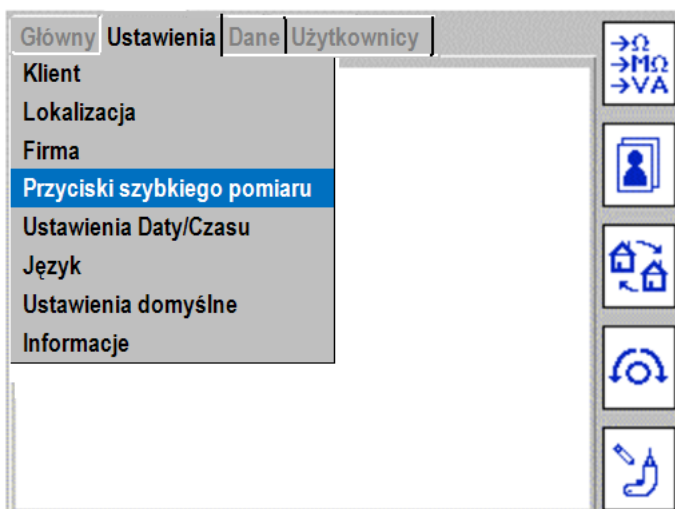 Główny Ustawienia Dane Użytkownicy
Klient
Lokalizacja
Firma
Przyciski szybkiego pomiaru
Ustawienia Daty/Czasu
Język
Ustawienia domyślne
Informacje
→Ω
→MΩ
→VA